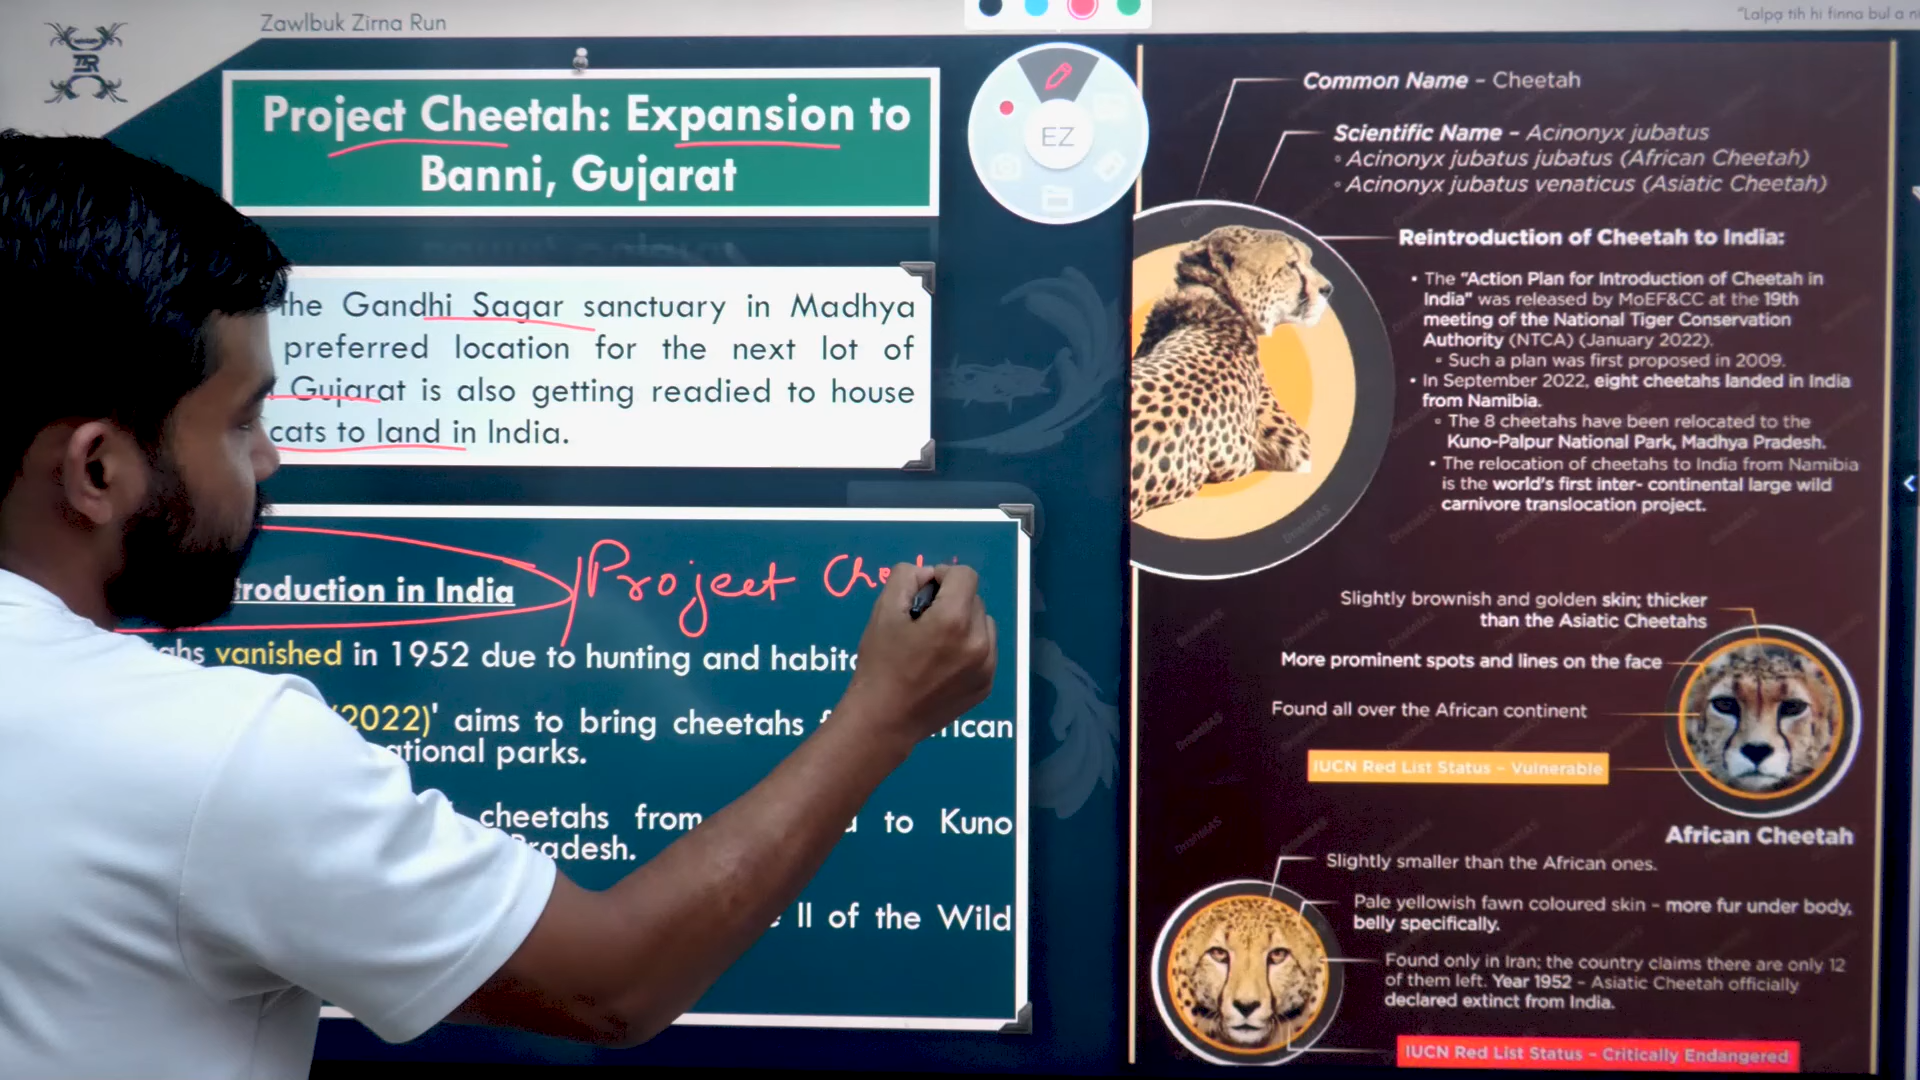 Zawlbuk Zirna Run
"Lalpa tih hi finna bul a
TR
EZ
Project Cheetah: Expansion to
Banni, Gujarat
the Gandhi Sagar sanctuary in Madhya
preferred location for the next lot of
Gujarat is also getting readied to house
cats to land in India.
troduction in India
Project Che
vanished in 1952 due to hunting and
2022)' aims to bring cheetahs
ational parks.
cheetahs from to Kuno
radesh.
II of the Wild
Common Name – Cheetah
Scientific Name – Acinonyx jubatus
◦ Acinonyx jubatus jubatus (African Cheetah)
◦ Acinonyx jubatus venaticus (Asiatic Cheetah)
Reintroduction of Cheetah to India:
• The "Action Plan for Introduction of Cheetah in
India" was released by MoEF&CC at the 19th
meeting of the National Tiger Conservation
Authority (NTCA) (January 2022).
◦ Such a plan was first proposed in 2009.
• In September 2022, eight cheetahs landed in India
from Namibia.
◦ The 8 cheetahs have been relocated to the
Kuno-Palpur National Park, Madhya Pradesh.
• The relocation of cheetahs to India from Namibia
is the world's first inter- continental large wild
carnivore translocation project.
Slightly brownish and golden skin; thicker
than the Asiatic Cheetahs
More prominent spots and lines on the face
Found all over the African continent
IUCN Red List Status – Vulnerable
African Cheetah
Slightly smaller than the African ones.
Pale yellowish fawn coloured skin – more fur under body,
belly specifically.
Found only in Iran; the country claims there are only 12
of them left. Year 1952 – Asiatic Cheetah officially
declared extinct from India.
IUCN Red List Status – Critically Endangered